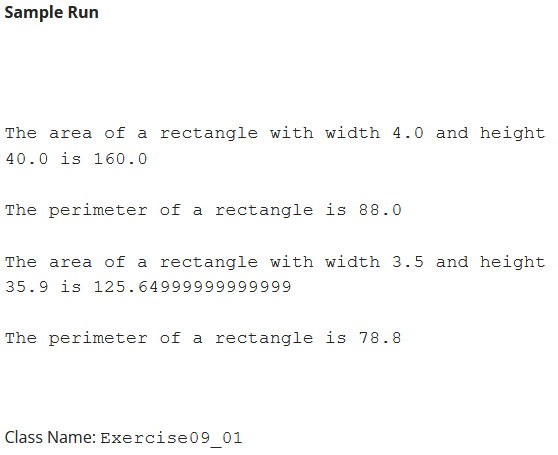 Sample Run
The area of a rectangle with width 4.0 and height
40.0 is 160.0
The perimeter of a rectangle is 88.0
The area of a rectangle with width 3.5 and height
35.9 is 125.64999999999999
The perimeter of a rectangle is 78.8
Class Name: Exercise09_01